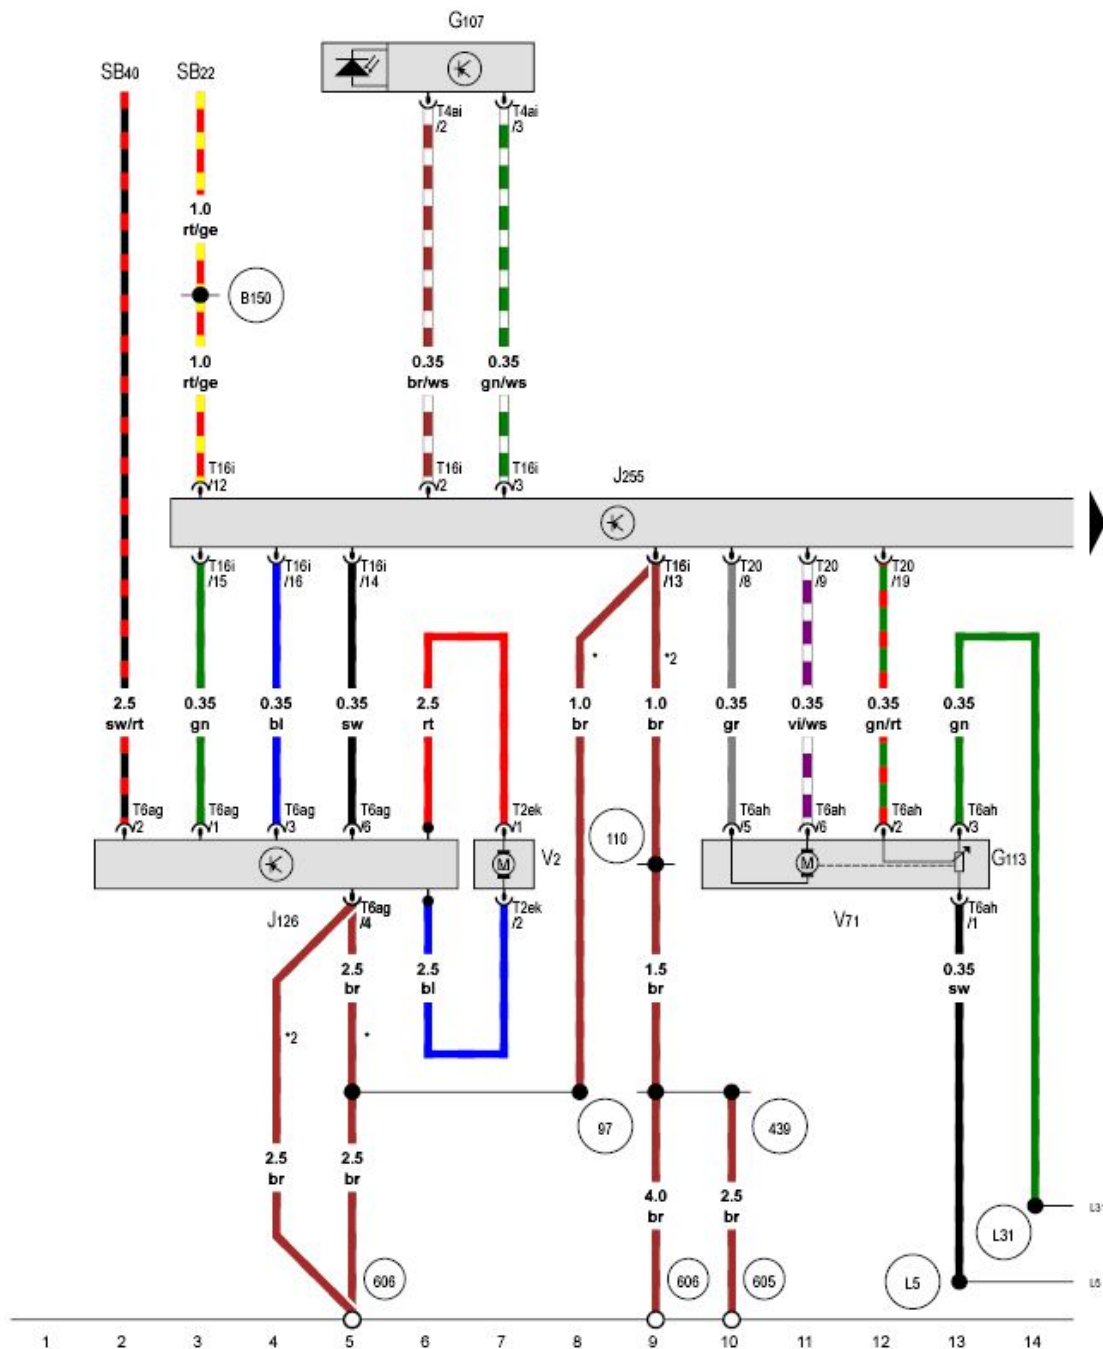 G107
SB40
SB22
T4ai
/2
T4ai
/3
1.0
rt/ge
B150
1.0
rt/ge
0.35
br/ws
0.35
gn/ws
T16i
/12
T16i
/2
T16i
/3
J255
T16i
/15
T16i
/16
T16i
/14
T16i
/13
T20
/8
T20
/9
T20
/19
*
*2
2.5
sw/rt
0.35
gn
0.35
bl
0.35
sw
2.5
rt
1.0
br
1.0
br
0.35
gr
0.35
vi/ws
0.35
gn/rt
0.35
gn
T6ag
/2
T6ag
/1
T6ag
/3
T6ag
/6
T2ek
/1
T6ah
/5
T6ah
/6
T6ah
/2
T6ah
/3
110
M
V2
M
G113
J126
T6ag
/4
T2ek
/2
V71
T6ah
/1
2.5
br
2.5
bl
1.5
br
0.35
sw
*2
*
97
439
2.5
br
2.5
br
4.0
br
2.5
br
L31
L31
606
606
605
L5
L5
1 2 3 4 5 6 7 8 9 10 11 12 13 14